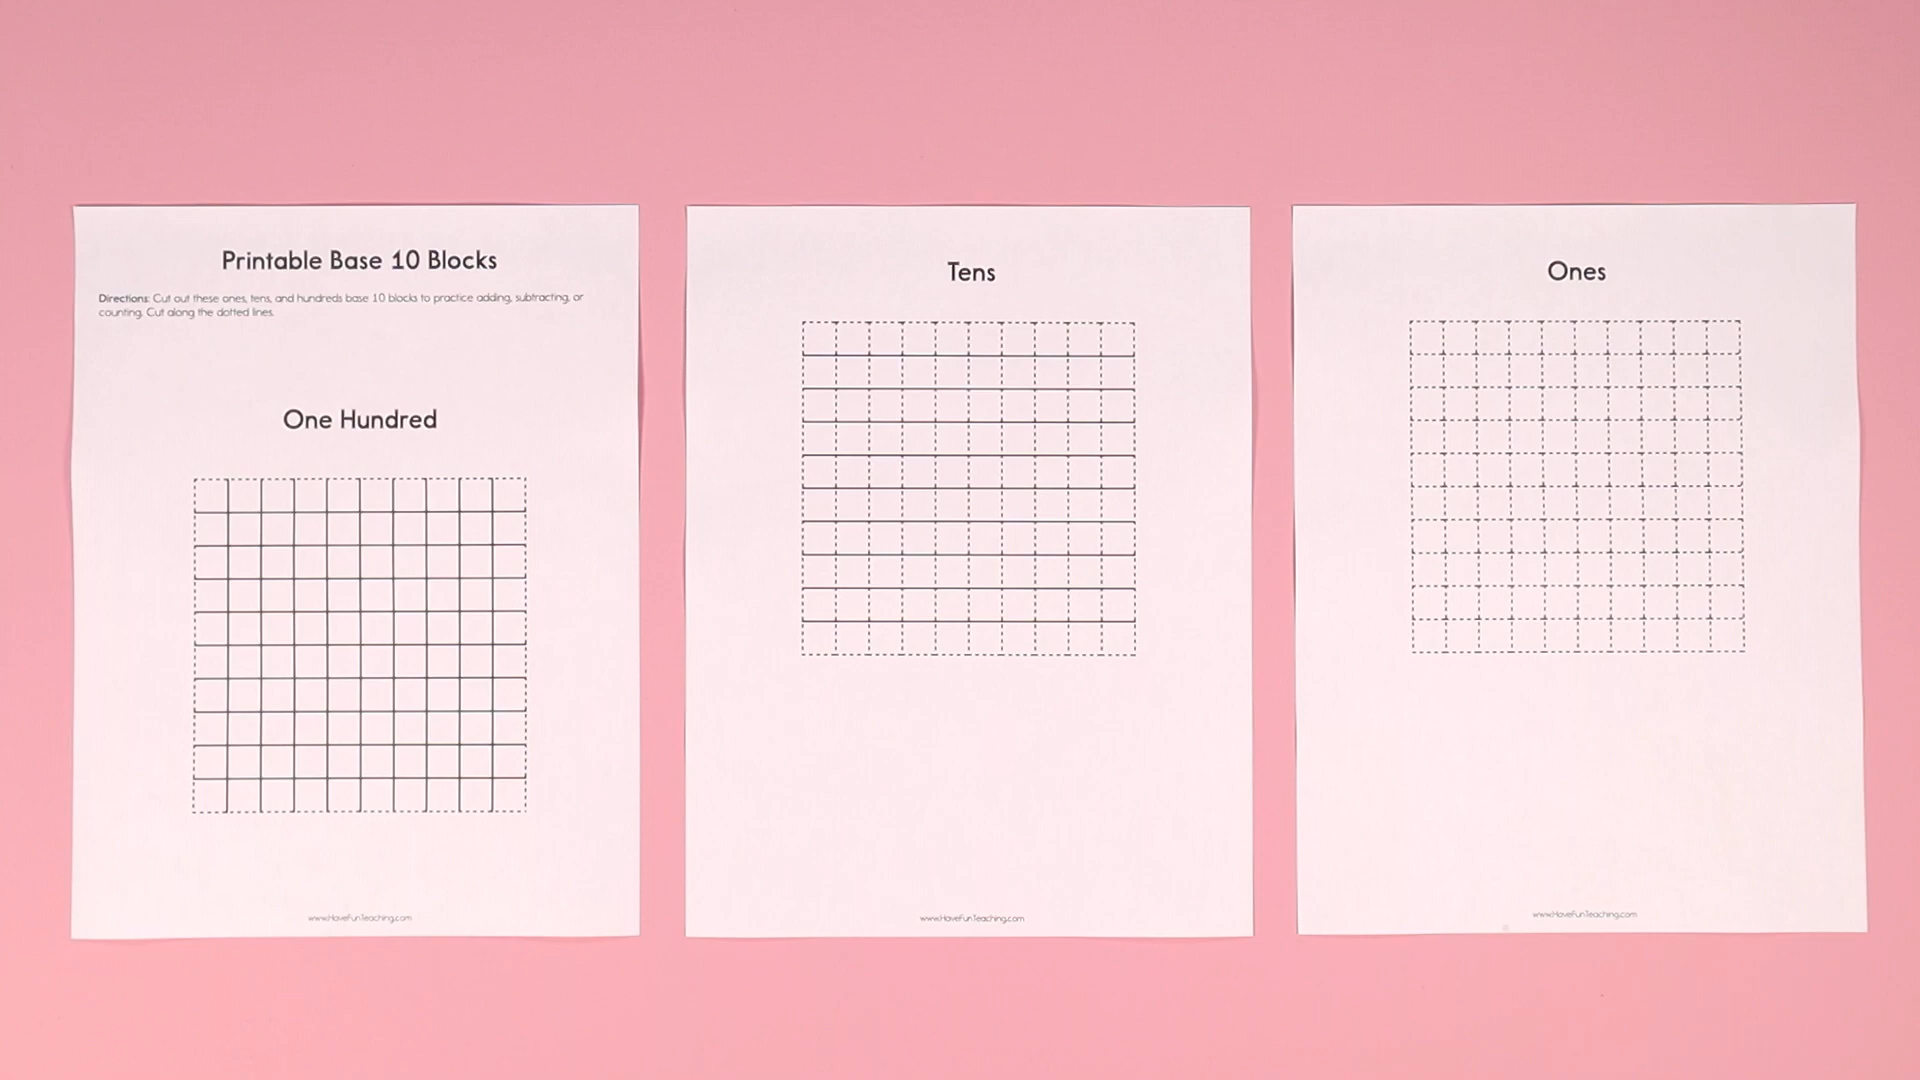 Printable Base 10 Blocks
Directions: Cut out these ones, tens, and hundreds base 10 blocks to practice adding, subtracting, or
counting. Cut along the dotted lines.
One Hundred
www.HaveFunTeaching.com
Tens
www.HaveFunTeaching.com
Ones
www.HaveFunTeaching.com